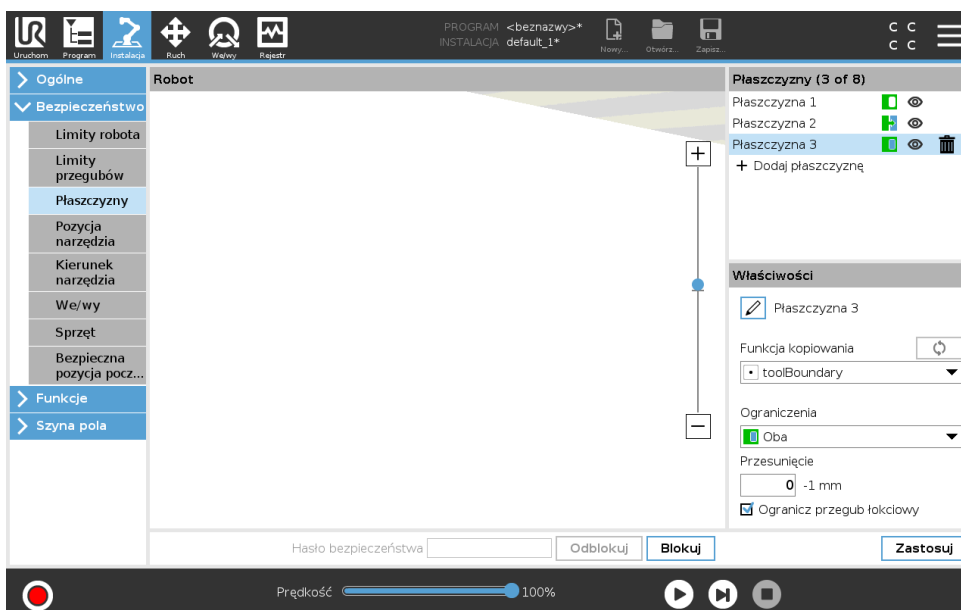 UR
PROGRAM <beznazwy>*
INSTALACJA default_1*
Uruchom Program Instalacja Ruch We/wy Rejestr
Nowy... Otwórz... Zapisz...
C C
C C
Ogólne
Bezpieczeństwo
Limity robota
Limity
przegubów
Płaszczyzny
Pozycja
narzędzia
Kierunek
narzędzia
We/wy
Sprzęt
Bezpieczna
pozycja pocz...
Funkcje
Szyna pola
Robot
Płaszczyzny (3 of 8)
Płaszczyzna 1
Płaszczyzna 2
Płaszczyzna 3
+ Dodaj płaszczyznę
Właściwości
Płaszczyzna 3
Funkcja kopiowania
toolBoundary
Ograniczenia
Oba
Przesunięcie
0 -1 mm
Ogranicz przegub łokciowy
Hasło bezpieczeństwa Odblokuj Blokuj Zastosuj
Prędkość 100%